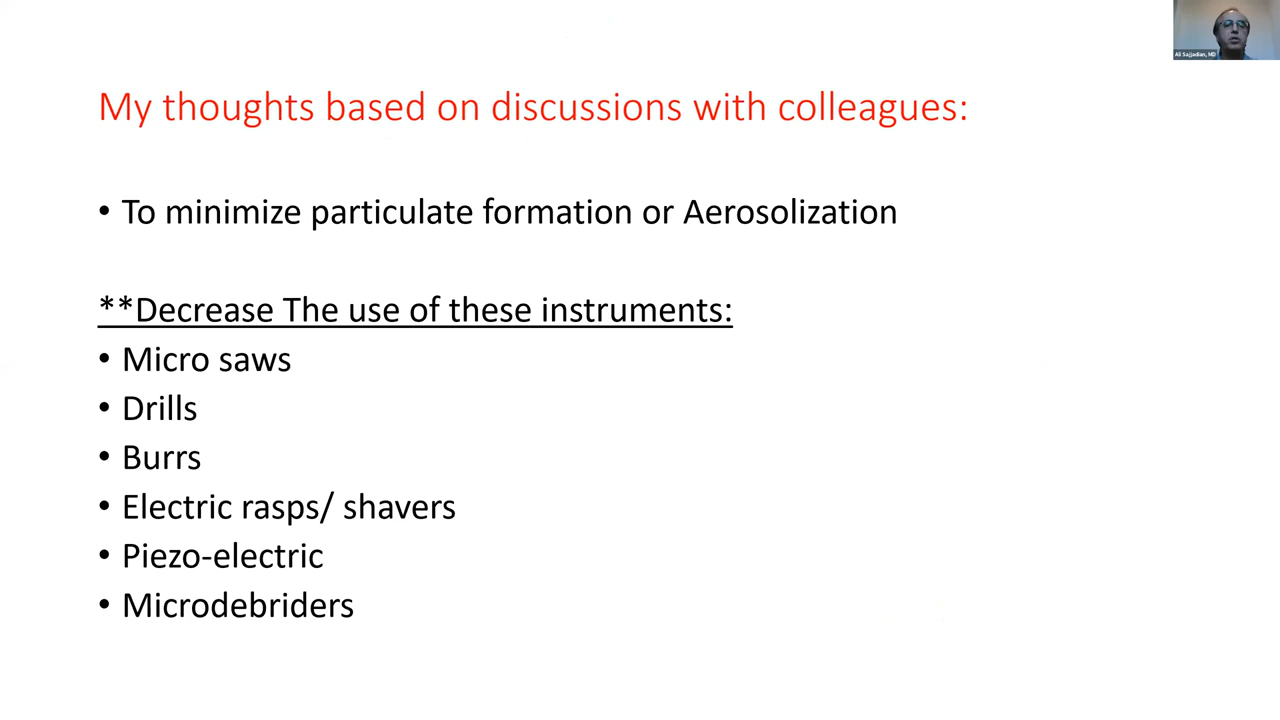 Ali Sajjadian, MD
My thoughts based on discussions with colleagues:
• To minimize particulate formation or Aerosolization
**Decrease The use of these instruments:
• Micro saws
• Drills
• Burrs
• Electric rasps/ shavers
• Piezo-electric
• Microdebriders